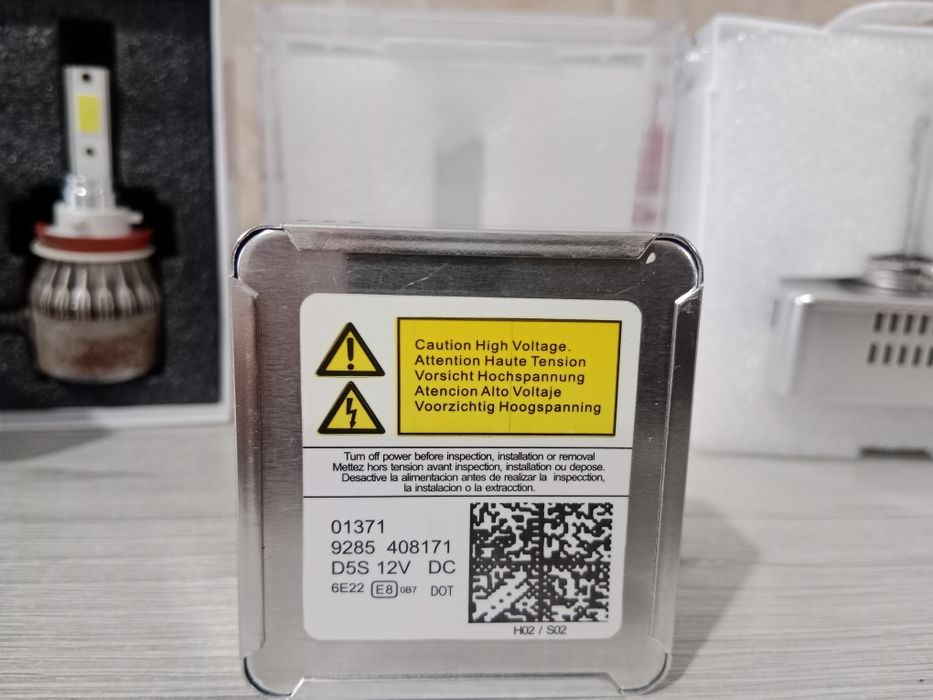 Caution High Voltage.
Attention Haute Tension
Vorsicht Hochspannung
Atencion Alto Voltaje
Voorzichtig Hoogspanning
Turn off power before inspection, installation or removal
Mettez hors tension avant inspection, installation ou depose.
Desactive la alimentacion antes de realizar la inspecction,
la instalacion o la extracction.
01371
9285 408171
D5S 12V DC
6E22 E8 0B7 DOT
H02 / S02